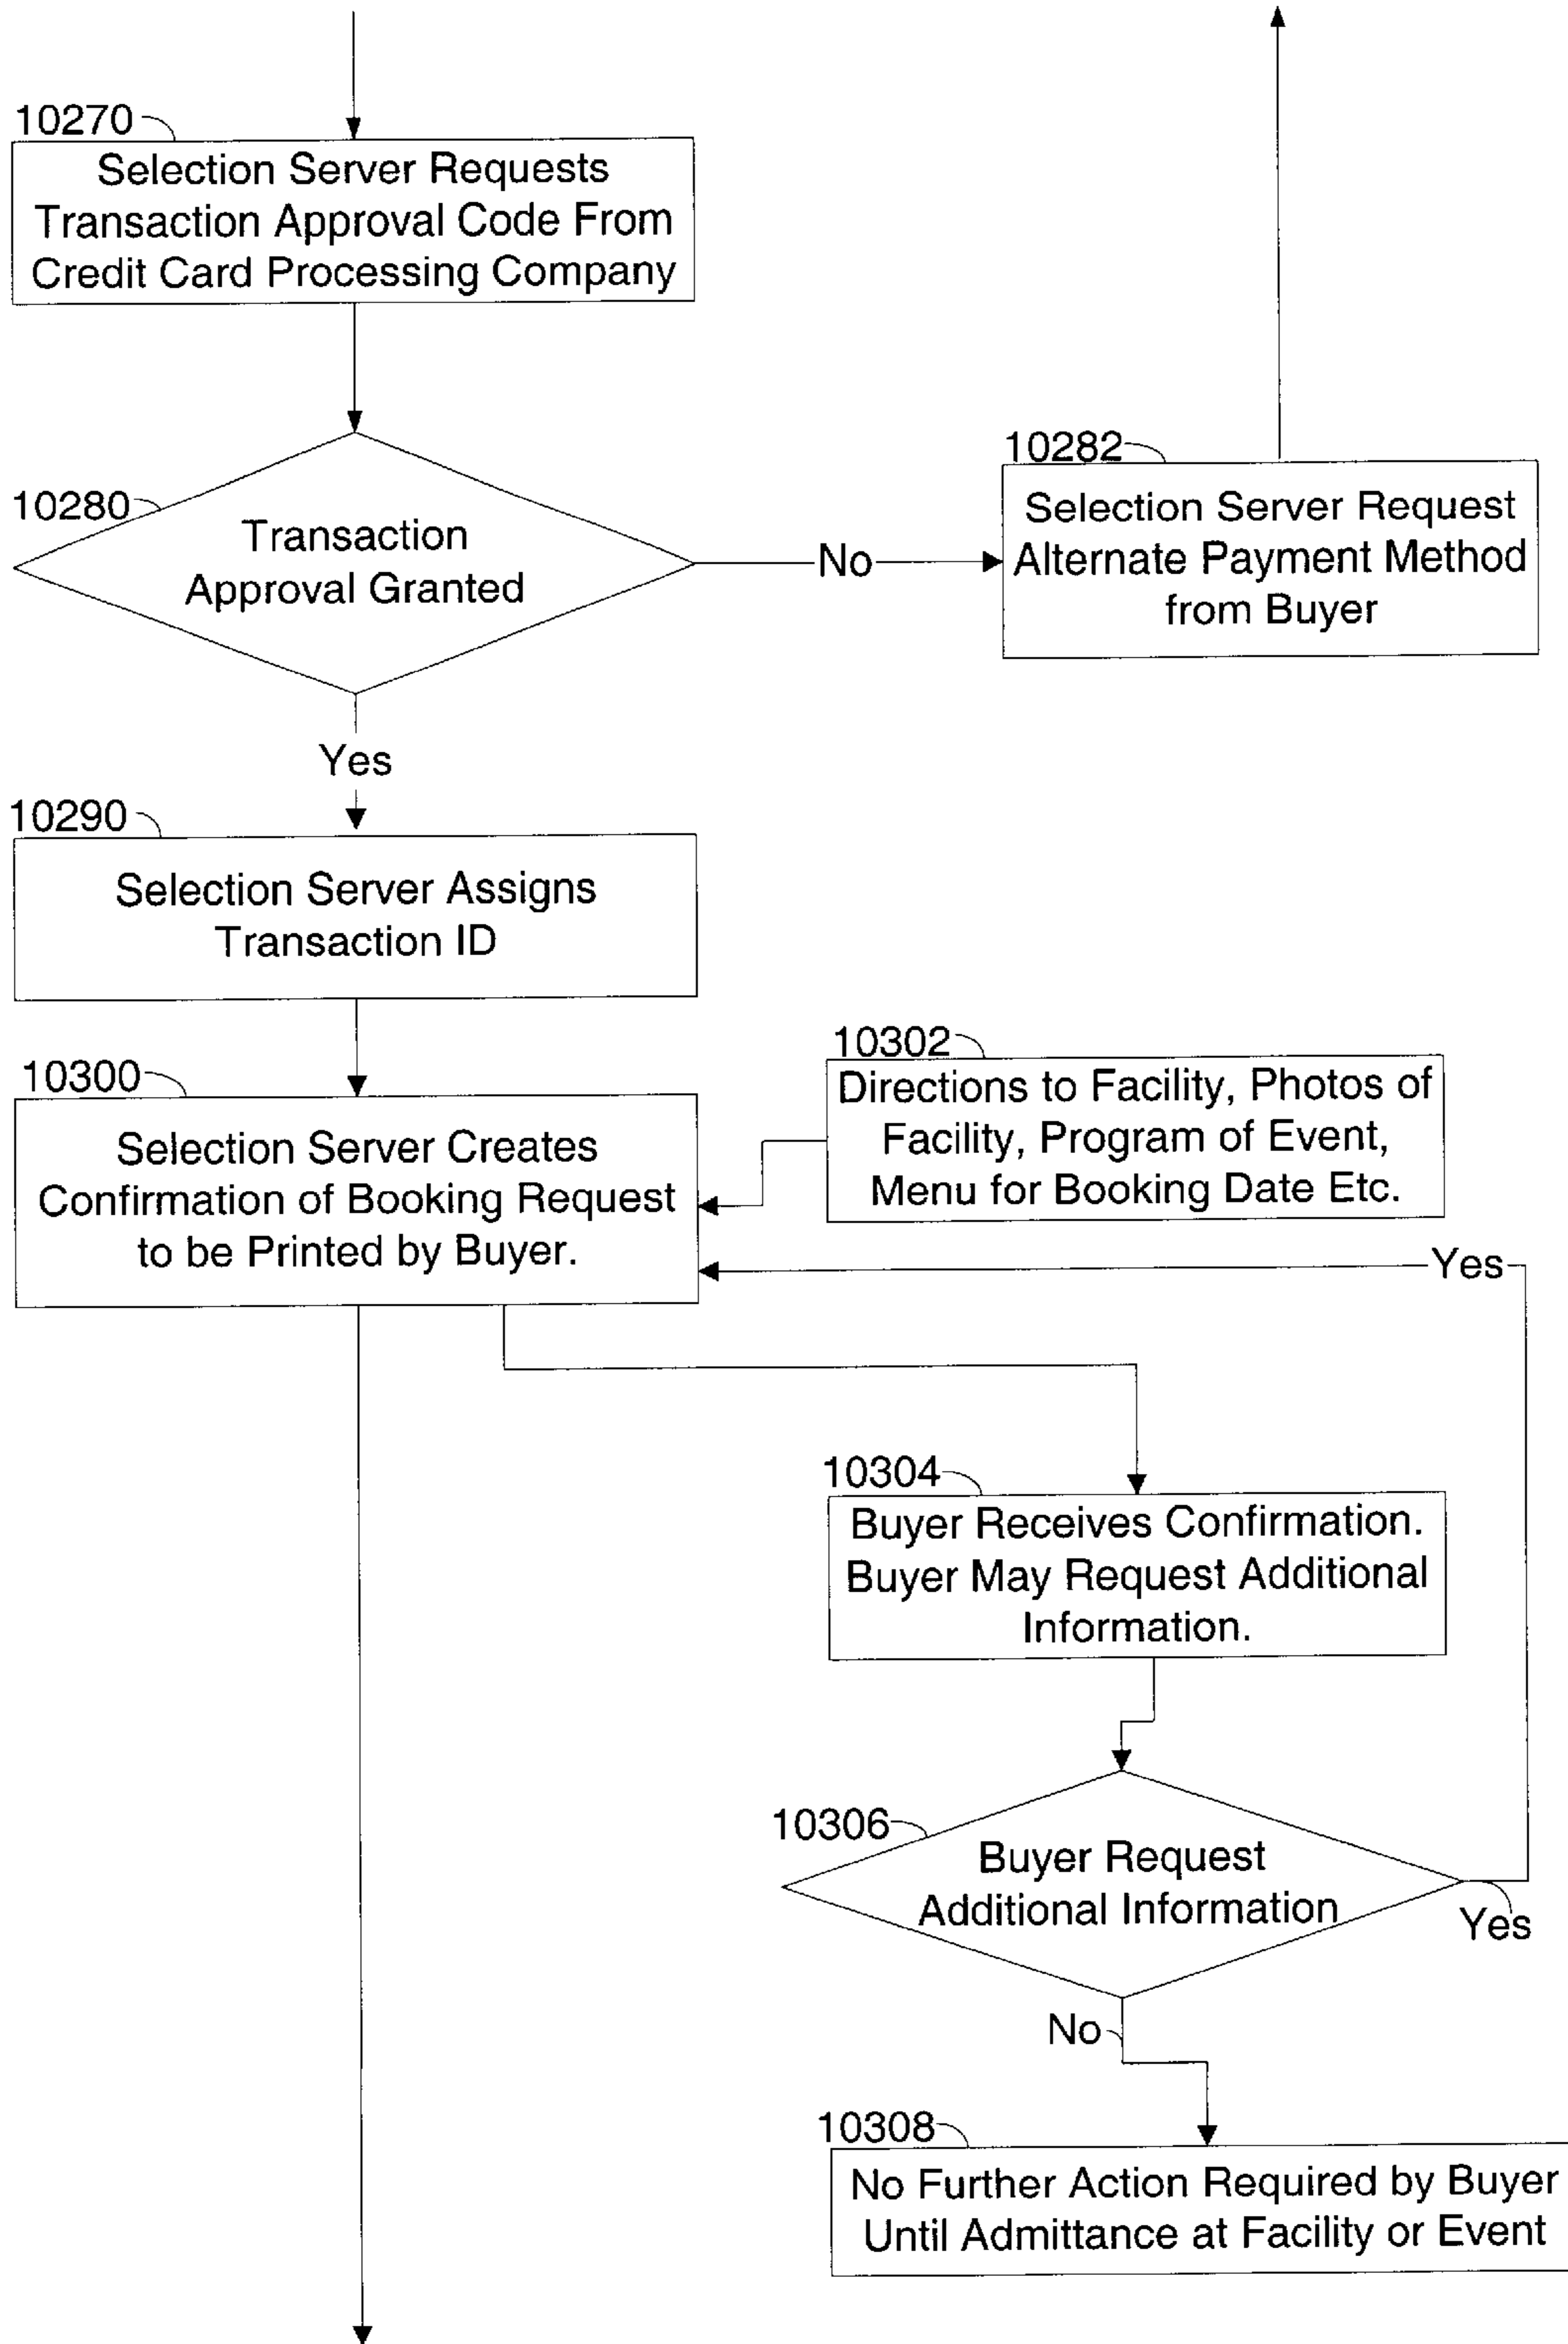 10270
Selection Server Requests
Transaction Approval Code From
Credit Card Processing Company
10280
Transaction
Approval Granted
No
10282
Selection Server Request
Alternate Payment Method
from Buyer
Yes
10290
Selection Server Assigns
Transaction ID
10300
Selection Server Creates
Confirmation of Booking Request
to be Printed by Buyer.
10302
Directions to Facility, Photos of
Facility, Program of Event,
Menu for Booking Date Etc.
Yes
10304
Buyer Receives Confirmation.
Buyer May Request Additional
Information.
10306
Buyer Request
Additional Information
Yes
No
10308
No Further Action Required by Buyer
Until Admittance at Facility or Event